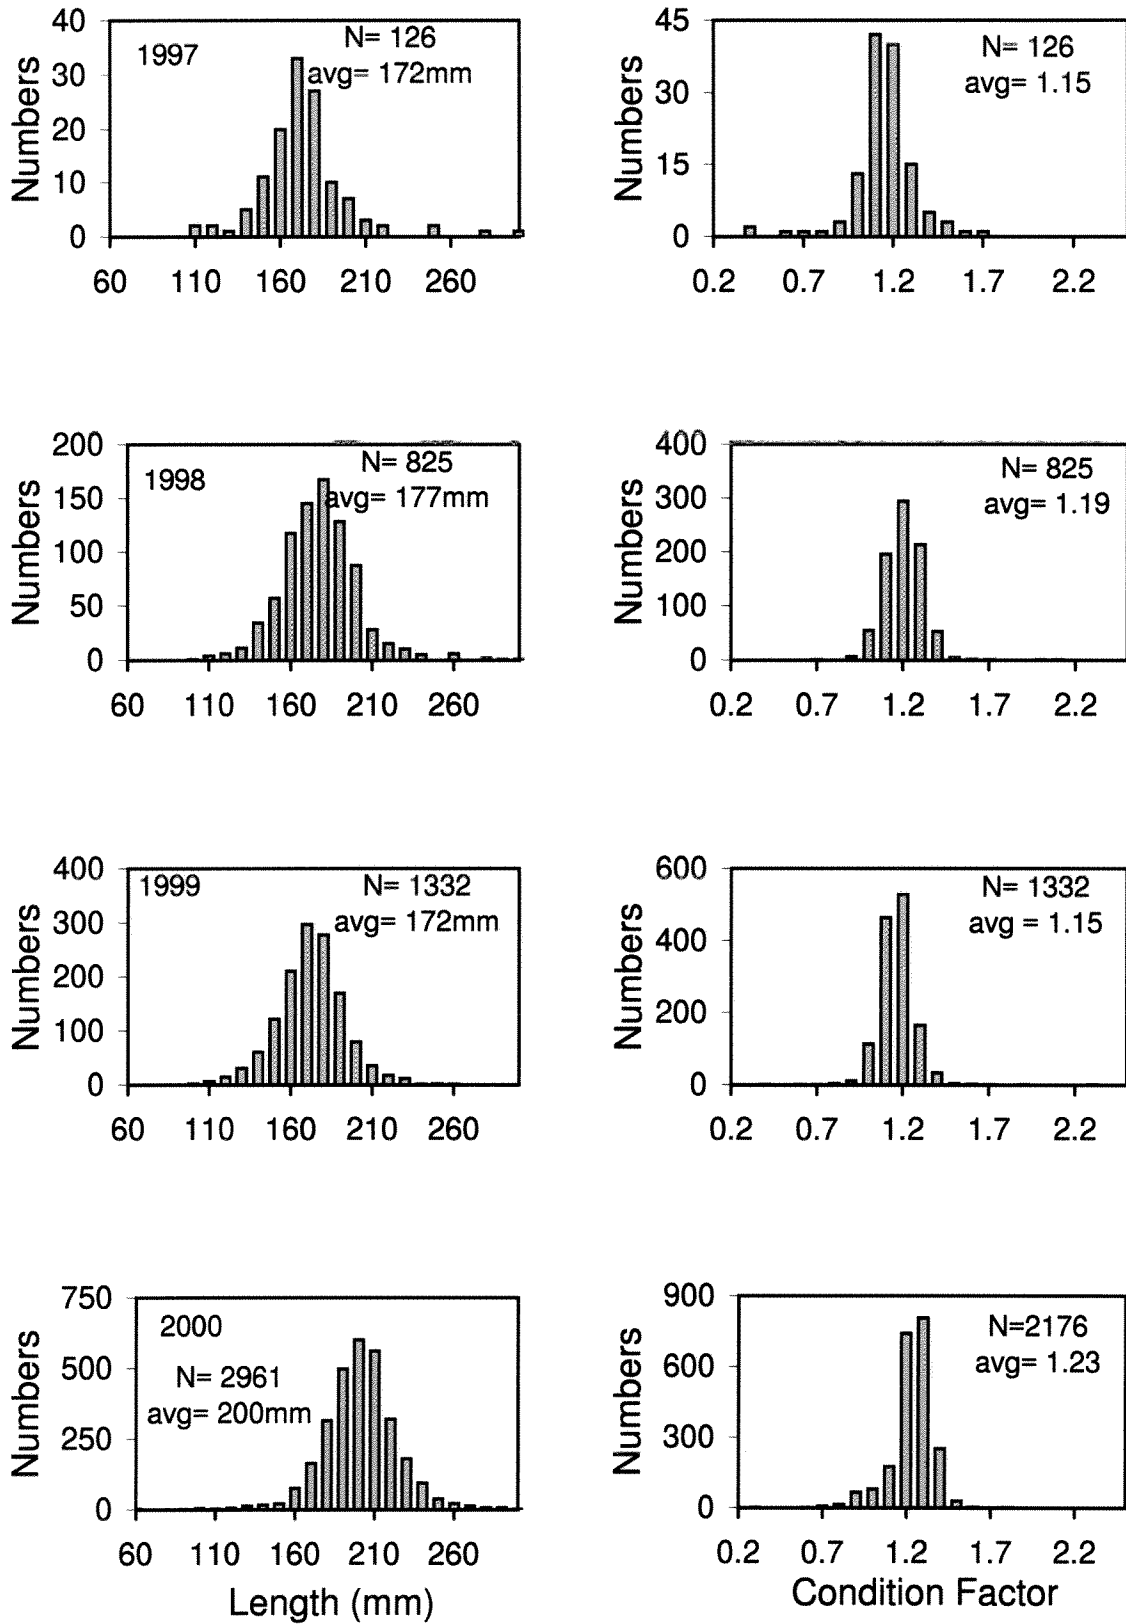 40
30
20
10
0
Numbers
1997
N= 126
avg= 172mm
60 110 160 210 260
45
30
15
0
Numbers
N= 126
avg= 1.15
0.2 0.7 1.2 1.7 2.2
200
150
100
50
0
Numbers
1998
N= 825
avg= 177mm
60 110 160 210 260
400
300
200
100
0
Numbers
N= 825
avg= 1.19
0.2 0.7 1.2 1.7 2.2
400
300
200
100
0
Numbers
1999
N= 1332
avg= 172mm
60 110 160 210 260
600
400
200
0
Numbers
N= 1332
avg = 1.15
0.2 0.7 1.2 1.7 2.2
750
500
250
0
Numbers
2000
N= 2961
avg= 200mm
60 110 160 210 260
Length (mm)
900
600
300
0
Numbers
N=2176
avg= 1.23
0.2 0.7 1.2 1.7 2.2
Condition Factor